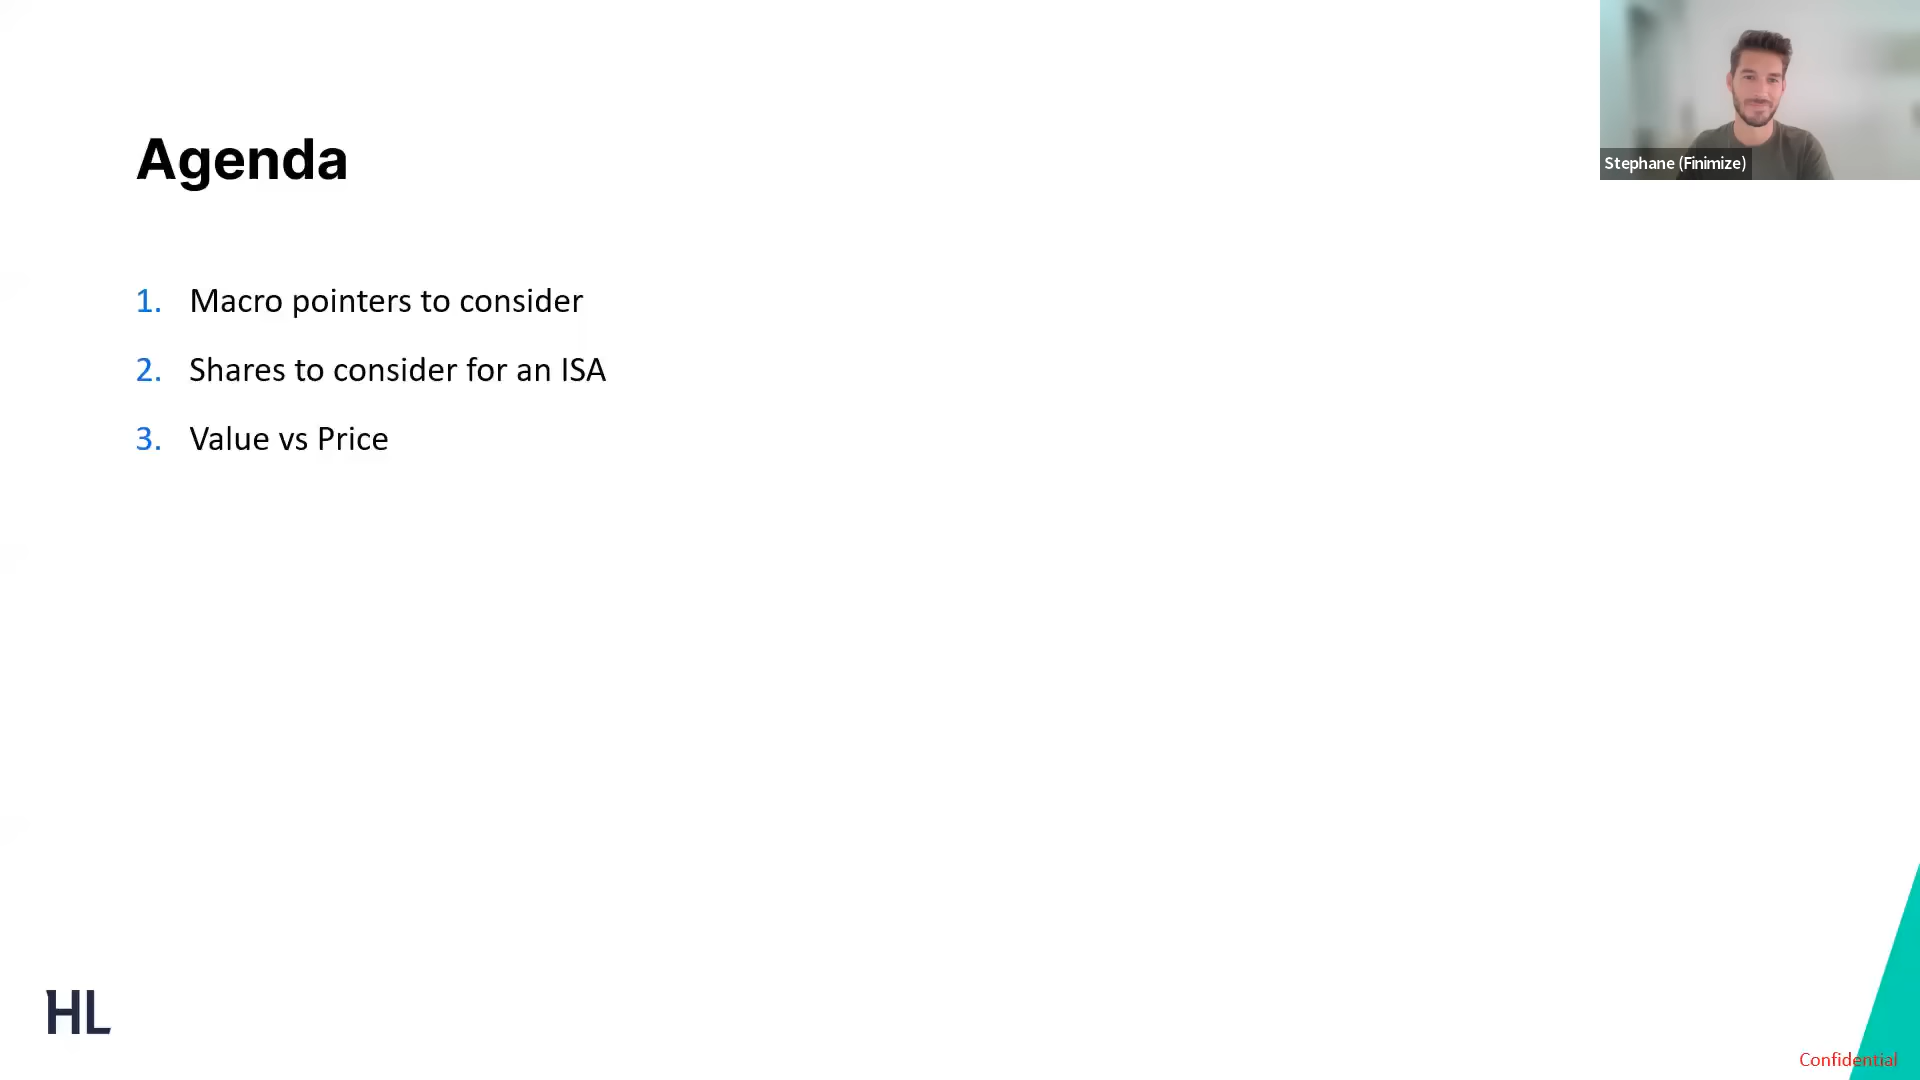 Stephane (Finimize)
Agenda
1. Macro pointers to consider
2. Shares to consider for an ISA
3. Value vs Price
HL
Confidential